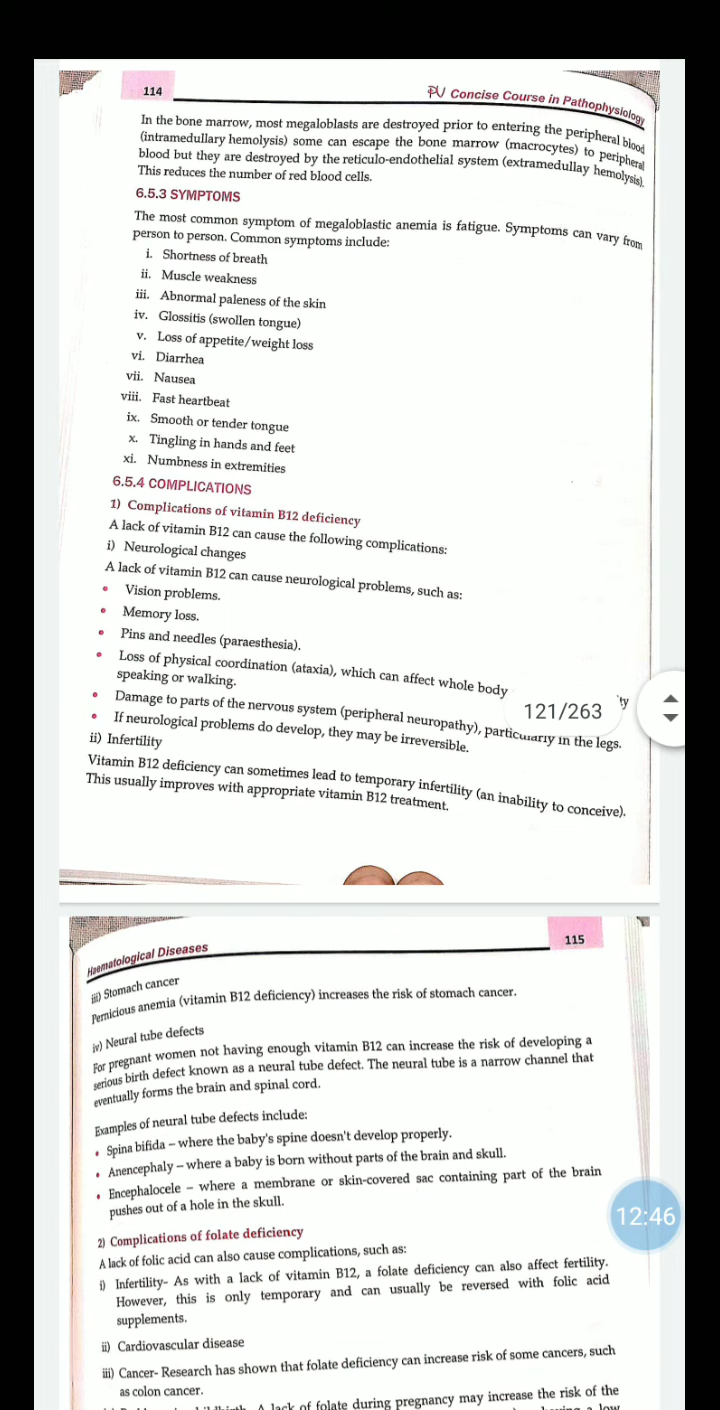 114
PV Concise Course in Pathophysiology
In the bone marrow, most megaloblasts are destroyed prior to entering the peripheral blood
(intramedullary hemolysis) some can escape the bone marrow (macrocytes) to peripheral
blood but they are destroyed by the reticulo-endothelial system (extramedullay hemolysis).
This reduces the number of red blood cells.
6.5.3 SYMPTOMS
The most common symptom of megaloblastic anemia is fatigue. Symptoms can vary from
person to person. Common symptoms include:
i. Shortness of breath
ii. Muscle weakness
iii. Abnormal paleness of the skin
iv. Glossitis (swollen tongue)
v. Loss of appetite/weight loss
vi. Diarrhea
vii. Nausea
viii. Fast heartbeat
ix. Smooth or tender tongue
x. Tingling in hands and feet
xi. Numbness in extremities
6.5.4 COMPLICATIONS
1) Complications of vitamin B12 deficiency
A lack of vitamin B12 can cause the following complications:
i) Neurological changes
A lack of vitamin B12 can cause neurological problems, such as:
• Vision problems.
• Memory loss.
• Pins and needles (paraesthesia).
• Loss of physical coordination (ataxia), which can affect whole body
speaking or walking.
121/263
• Damage to parts of the nervous system (peripheral neuropathy), particularly in the legs.
• If neurological problems do develop, they may be irreversible.
ii) Infertility
Vitamin B12 deficiency can sometimes lead to temporary infertility (an inability to conceive).
This usually improves with appropriate vitamin B12 treatment.
Haematological Diseases
115
iii) Stomach cancer
Pernicious anemia (vitamin B12 deficiency) increases the risk of stomach cancer.
iv) Neural tube defects
For pregnant women not having enough vitamin B12 can increase the risk of developing a
serious birth defect known as a neural tube defect. The neural tube is a narrow channel that
eventually forms the brain and spinal cord.
Examples of neural tube defects include:
• Spina bifida – where the baby's spine doesn't develop properly.
• Anencephaly – where a baby is born without parts of the brain and skull.
• Encephalocele – where a membrane or skin-covered sac containing part of the brain
pushes out of a hole in the skull.
12:46
2) Complications of folate deficiency
A lack of folic acid can also cause complications, such as:
i) Infertility- As with a lack of vitamin B12, a folate deficiency can also affect fertility.
However, this is only temporary and can usually be reversed with folic acid
supplements.
ii) Cardiovascular disease
iii) Cancer- Research has shown that folate deficiency can increase risk of some cancers, such
as colon cancer.
A lack of folate during pregnancy may increase the risk of the
low